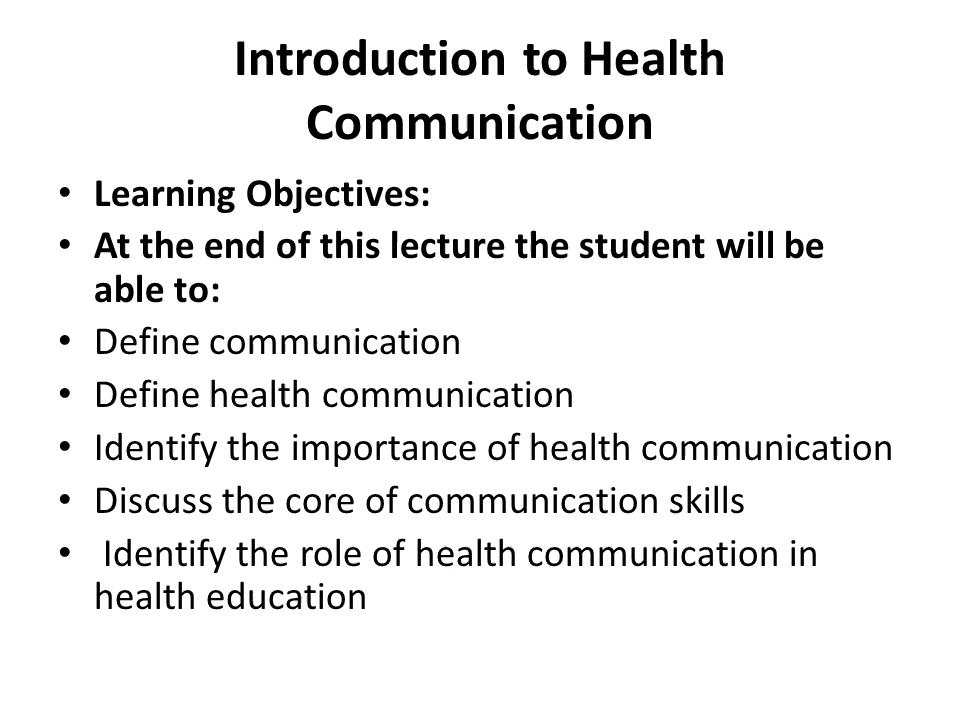 Introduction to Health
Communication
• Learning Objectives:
• At the end of this lecture the student will be
able to:
• Define communication
• Define health communication
• Identify the importance of health communication
• Discuss the core of communication skills
• Identify the role of health communication in
health education